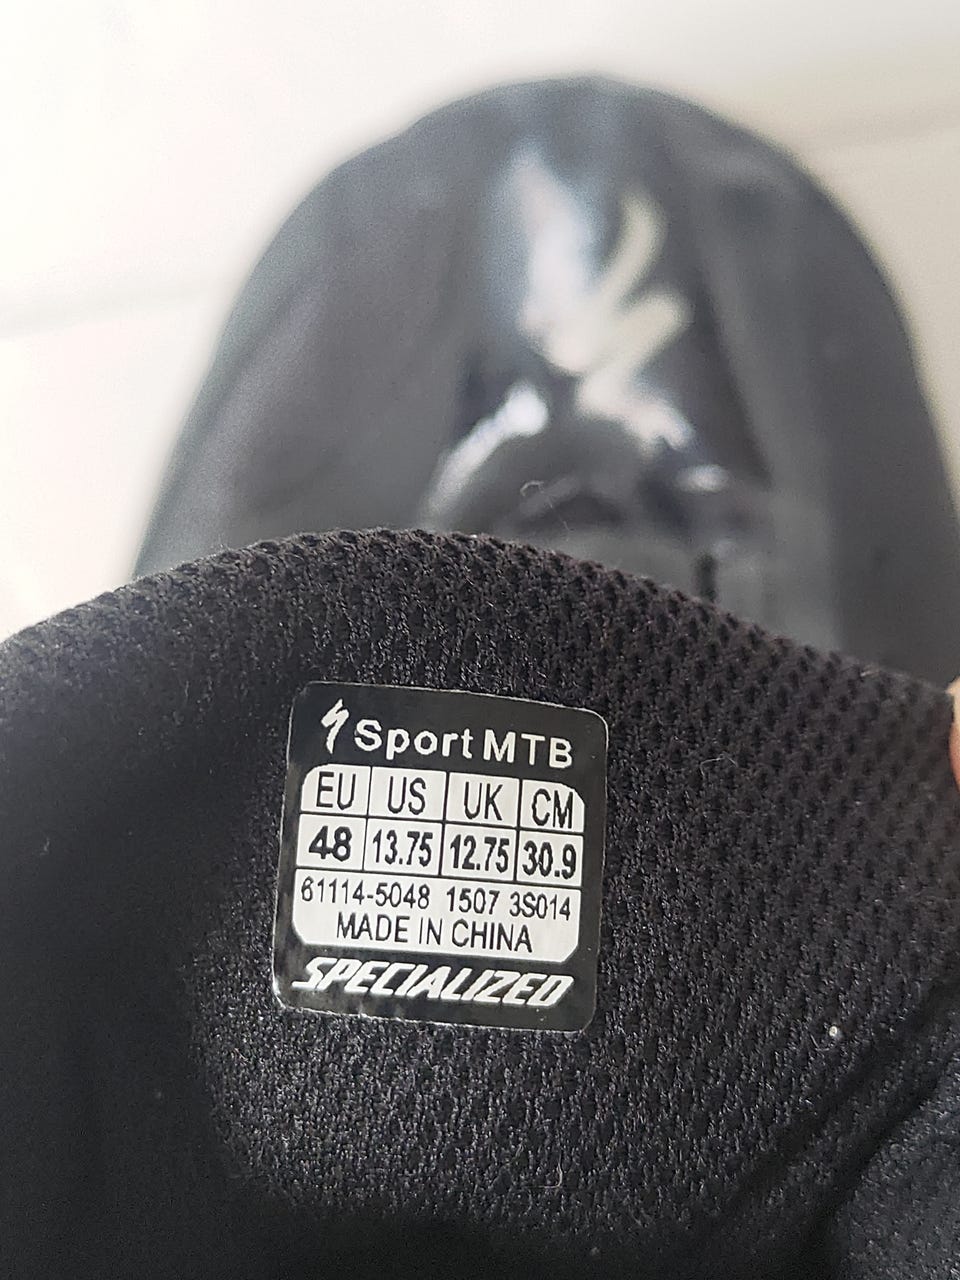 Sport MTB
EU US UK CM
48 13.75 12.75 30.9
61114-5048 1507 3S014
MADE IN CHINA
SPECIALIZED